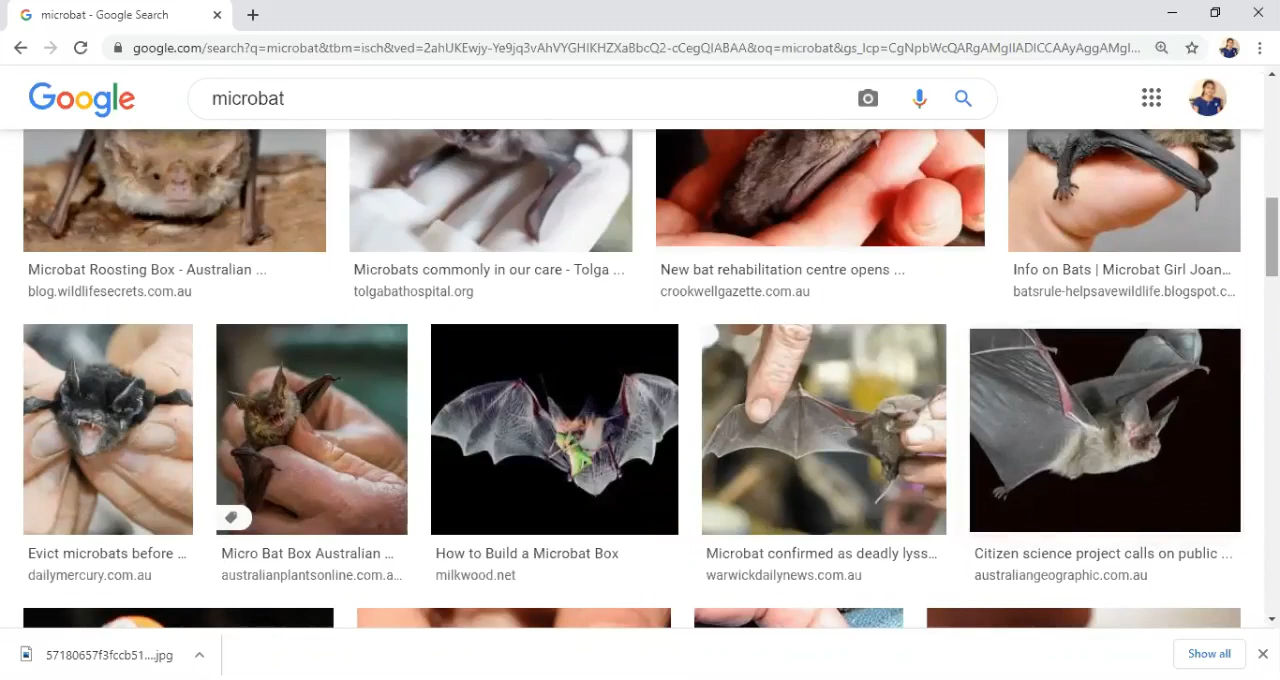 microbat - Google Search
google.com/search?q=microbat&tbm=isch&ved=2ahUKEwjy-Ye9jq3vAhVYGHIKHZXaBbcQ2-cCegQIABAA&oq=microbat&gs_lcp=CgNpbWcQARgAMgIIADICCAAyAggAMgI...
Google
microbat
Microbat Roosting Box - Australian ...
Microbats commonly in our care - Tolga ...
New bat rehabilitation centre opens ...
Info on Bats | Microbat Girl Joan...
blog.wildlifesecrets.com.au
tolgabathospital.org
crookwellgazette.com.au
batsrule-helpsavewildlife.blogspot.c...
Evict microbats before ...
Micro Bat Box Australian ...
How to Build a Microbat Box
Microbat confirmed as deadly lyss...
Citizen science project calls on public ...
dailymercury.com.au
australianplantsonline.com.a...
milkwood.net
warwickdailynews.com.au
australiangeographic.com.au
57180657f3fccb51....jpg
Show all